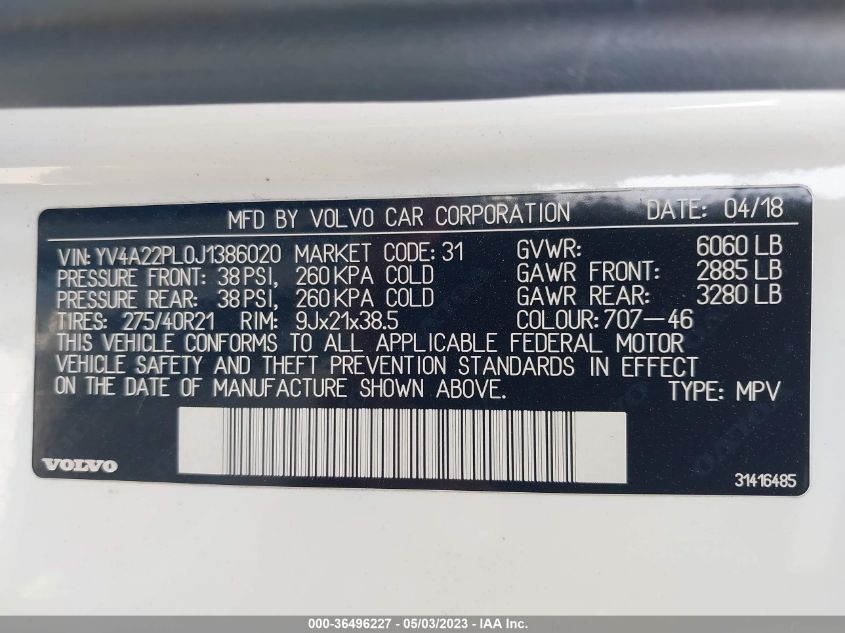 MFD BY VOLVO CAR CORPORATION DATE: 04/18
VIN: YV4A22PL0J1386020 MARKET CODE: 31 GVWR: 6060 LB
PRESSURE FRONT: 38 PSI, 260 KPA COLD GAWR FRONT: 2885 LB
PRESSURE REAR: 38 PSI, 260 KPA COLD GAWR REAR: 3280 LB
TIRES: 275/40R21 RIM: 9Jx21x38.5 COLOUR: 707-46
THIS VEHICLE CONFORMS TO ALL APPLICABLE FEDERAL MOTOR
VEHICLE SAFETY AND THEFT PREVENTION STANDARDS IN EFFECT
ON THE DATE OF MANUFACTURE SHOWN ABOVE. TYPE: MPV
VOLVO
31416485
000-36496227 - 05/03/2023 - IAA Inc.